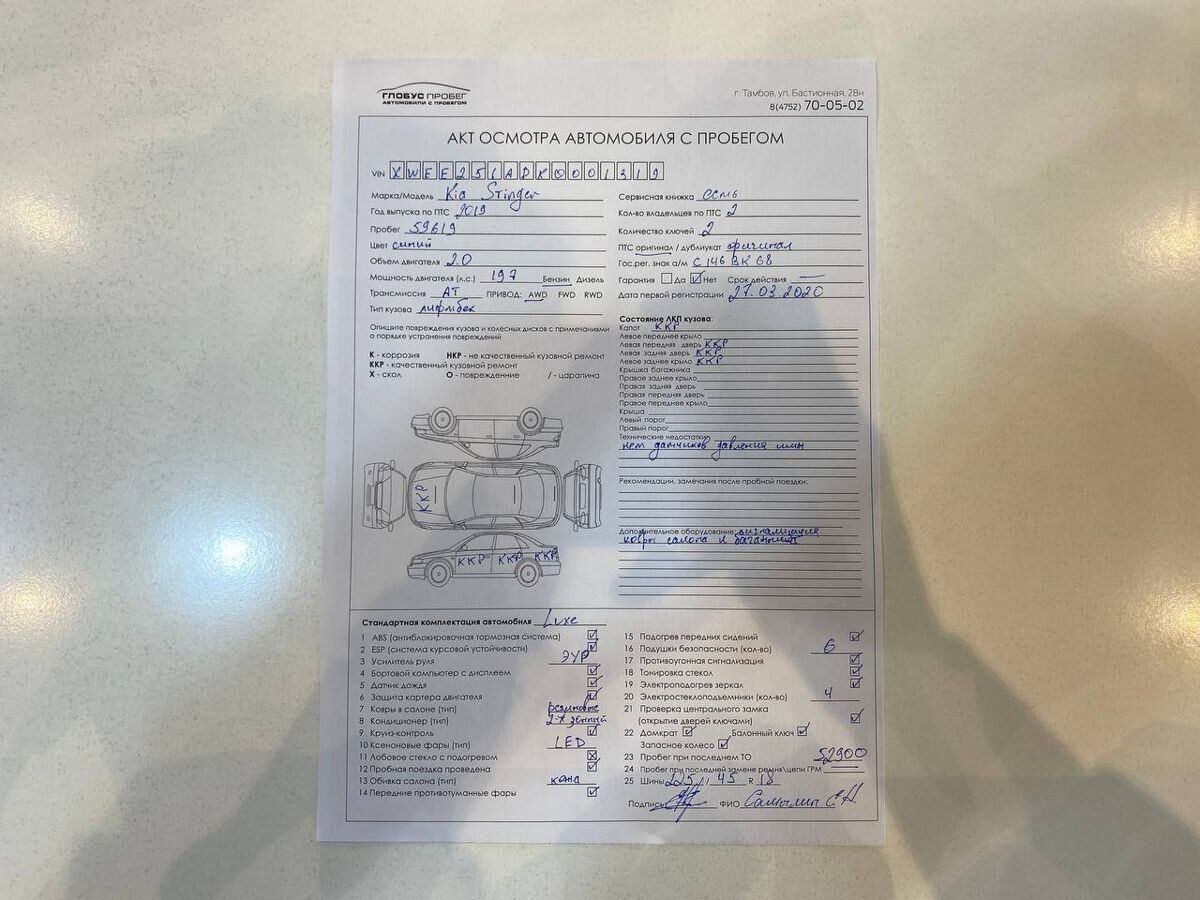 ГЛОБУС ПРОБЕГ
АВТОМОБИЛИ С ПРОБЕГОМ
г. Тамбов, ул. Бастионная, 28н
8(4752) 70-05-02
АКТ ОСМОТРА АВТОМОБИЛЯ С ПРОБЕГОМ
VIN XWEE251ADK0001319
Марка/Модель Kia Stinger
Год выпуска по ПТС 2019
Пробег 59619
Цвет синий
Объем двигателя 2.0
Мощность двигателя (л.с.) 197 Бензин Дизель
Трансмиссия АТ ПРИВОД: AWD FWD RWD
Тип кузова лифтбек
Опишите повреждения кузова и колесных дисков с примечаниями
о порядке устранения повреждений
К - коррозия НКР - не качественный кузовной ремонт
ККР - качественный кузовной ремонт
Х - скол О - повреждение / - царапина
ККР
ККР ККР ККР
Сервисная книжка есть
Кол-во владельцев по ПТС 2
Количество ключей 2
ПТС оригинал / дубликат оригинал
Гос.рег. знак а/м С 146 ВК 68
Гарантия Да Нет Срок действия —
Дата первой регистрации 27.03.2020
Состояние ЛКП кузова:
Капот ККР
Левое переднее крыло
Левая передняя дверь ККР
Левая задняя дверь ККР
Левое заднее крыло ККР
Крышка багажника
Правое заднее крыло
Правая задняя дверь
Правая передняя дверь
Правое переднее крыло
Крыша
Левый порог
Правый порог
Технические недостатки
нет датчиков давления шин
Рекомендации, замечания после пробной поездки:
Дополнительное оборудование сигнализация
ковры салона и багажника
Стандартная комплектация автомобиля Luxe
1 ABS (антиблокировочная тормозная система)
2 ESP (система курсовой устойчивости)
3 Усилитель руля ЭУР
4 Бортовой компьютер с дисплеем
5 Датчик дождя
6 Защита картера двигателя
7 Ковры в салоне (тип) резиновые
8 Кондиционер (тип) 2-х зонный
9 Круиз-контроль
10 Ксеноновые фары (тип) LED
11 Лобовое стекло с подогревом
12 Пробная поездка проведена
13 Обивка салона (тип) кожа
14 Передние противотуманные фары
15 Подогрев передних сидений
16 Подушки безопасности (кол-во) 6
17 Противоугонная сигнализация
18 Тонировка стекол
19 Электроподогрев зеркал
20 Электростеклоподъемники (кол-во) 4
21 Проверка центрального замка
(открытие дверей ключами)
22 Домкрат Балонный ключ
Запасное колесо
23 Пробег при последнем ТО 52900
24 Пробег при последней замене ремня\цепи ГРМ
25 Шины 225 / 45 R 18
Подпись ФИО